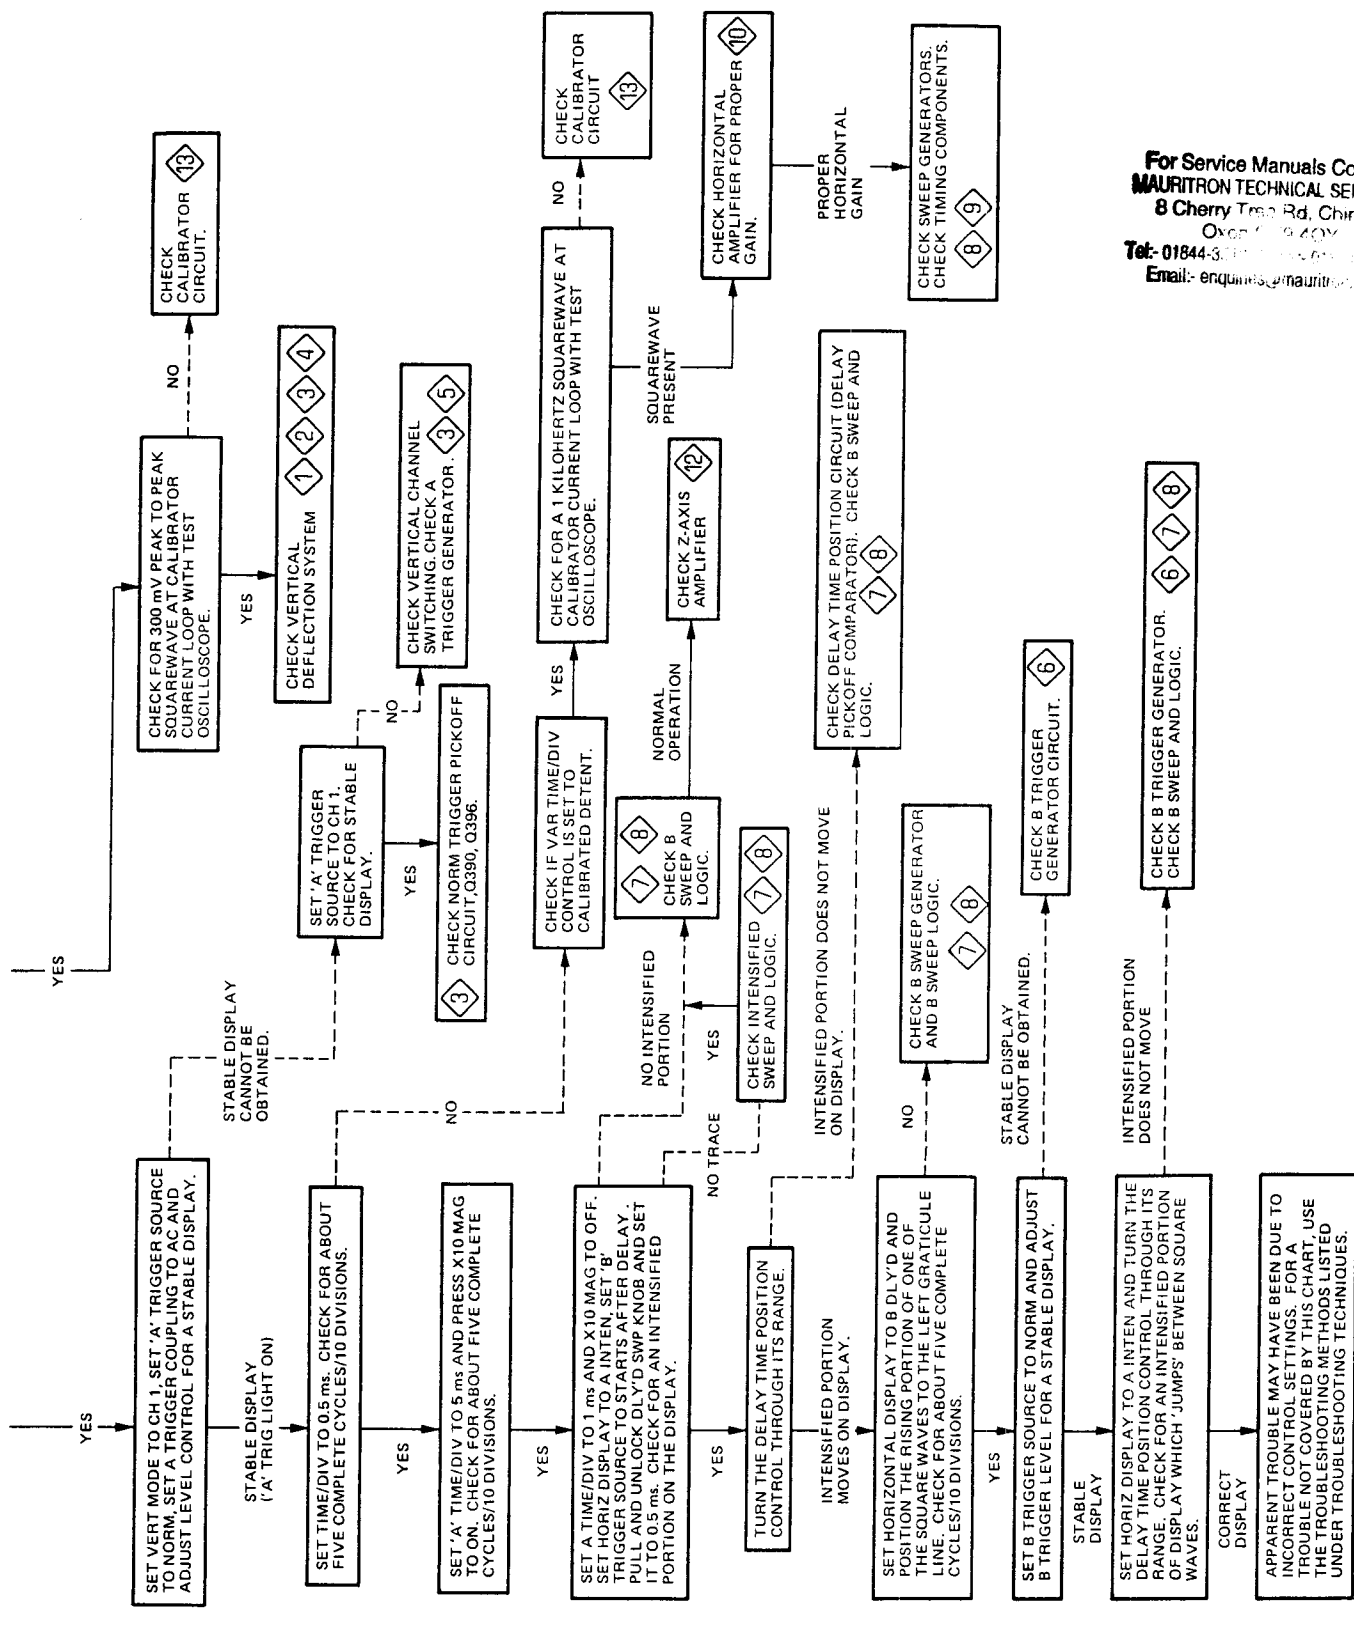 YES
SET VERT MODE TO CH 1, SET 'A' TRIGGER SOURCE
TO NORM, SET A TRIGGER COUPLING TO AC AND
ADJUST LEVEL CONTROL FOR A STABLE DISPLAY.
STABLE DISPLAY
('A' TRIG LIGHT ON)
STABLE DISPLAY
CANNOT BE
OBTAINED.
SET TIME/DIV TO 0.5 ms. CHECK FOR ABOUT
FIVE COMPLETE CYCLES/10 DIVISIONS.
YES
NO
SET 'A' TIME/DIV TO 5 ms AND PRESS X10 MAG
TO ON. CHECK FOR ABOUT FIVE COMPLETE
CYCLES/10 DIVISIONS.
YES
SET A TIME/DIV TO 1 ms AND X10 MAG TO OFF.
SET HORIZ DISPLAY TO A INTEN, SET 'B'
TRIGGER SOURCE TO STARTS AFTER DELAY.
PULL AND UNLOCK DLY'D SWP KNOB AND SET
IT TO 0.5 ms. CHECK FOR AN INTENSIFIED
PORTION ON THE DISPLAY.
YES
NO TRACE
NO INTENSIFIED
PORTION
TURN THE DELAY TIME POSITION
CONTROL THROUGH ITS RANGE.
INTENSIFIED PORTION
MOVES ON DISPLAY.
INTENSIFIED PORTION DOES NOT MOVE
ON DISPLAY.
SET HORIZONTAL DISPLAY TO B DLY'D AND
POSITION THE RISING PORTION OF ONE OF
THE SQUARE WAVES TO THE LEFT GRATICULE
LINE. CHECK FOR ABOUT FIVE COMPLETE
CYCLES/10 DIVISIONS.
YES
NO
SET B TRIGGER SOURCE TO NORM AND ADJUST
B TRIGGER LEVEL FOR A STABLE DISPLAY.
STABLE
DISPLAY
STABLE DISPLAY
CANNOT BE OBTAINED.
SET HORIZ DISPLAY TO A INTEN AND TURN THE
DELAY TIME POSITION CONTROL THROUGH ITS
RANGE. CHECK FOR AN INTENSIFIED PORTION
OF DISPLAY WHICH 'JUMPS' BETWEEN SQUARE
WAVES.
CORRECT
DISPLAY
INTENSIFIED PORTION
DOES NOT MOVE
APPARENT TROUBLE MAY HAVE BEEN DUE TO
INCORRECT CONTROL SETTINGS. FOR A
TROUBLE NOT COVERED BY THIS CHART, USE
THE TROUBLESHOOTING METHODS LISTED
UNDER TROUBLESHOOTING TECHNIQUES.
YES
CHECK FOR 300 mV PEAK TO PEAK
SQUAREWAVE AT CALIBRATOR
CURRENT LOOP WITH TEST
OSCILLOSCOPE.
NO
CHECK
CALIBRATOR
CIRCUIT.
13
YES
CHECK VERTICAL
DEFLECTION SYSTEM
1 2 3 4
SET 'A' TRIGGER
SOURCE TO CH 1.
CHECK FOR STABLE
DISPLAY.
NO
CHECK VERTICAL CHANNEL
SWITCHING. CHECK A
TRIGGER GENERATOR. 3 5
YES
3 CHECK NORM TRIGGER PICKOFF
CIRCUIT, Q390, Q396.
CHECK IF VAR TIME/DIV
CONTROL IS SET TO
CALIBRATED DETENT.
YES
CHECK FOR A 1 KILOHERTZ SQUAREWAVE AT
CALIBRATOR CURRENT LOOP WITH TEST
OSCILLOSCOPE.
NO
CHECK
CALIBRATOR
CIRCUIT
13
SQUAREWAVE
PRESENT
CHECK HORIZONTAL
AMPLIFIER FOR PROPER
GAIN.
10
PROPER
HORIZONTAL
GAIN
CHECK SWEEP GENERATORS.
CHECK TIMING COMPONENTS.
8 9
7 8
CHECK B
SWEEP AND
LOGIC.
NORMAL
OPERATION
CHECK Z-AXIS
AMPLIFIER
12
YES
CHECK INTENSIFIED
SWEEP AND LOGIC.
7 8
CHECK DELAY TIME POSITION CIRCUIT (DELAY
PICKOFF COMPARATOR). CHECK B SWEEP AND
LOGIC.
7 8
CHECK B SWEEP GENERATOR
AND B SWEEP LOGIC.
7 8
CHECK B TRIGGER
GENERATOR CIRCUIT. 6
CHECK B TRIGGER GENERATOR.
CHECK B SWEEP AND LOGIC.
6 7 8
For Service Manuals Co
MAURITRON TECHNICAL SE
8 Cherry Tree Rd, Chin
Oxon
Tel:- 01844-3
Email:- enquiries@mauritron